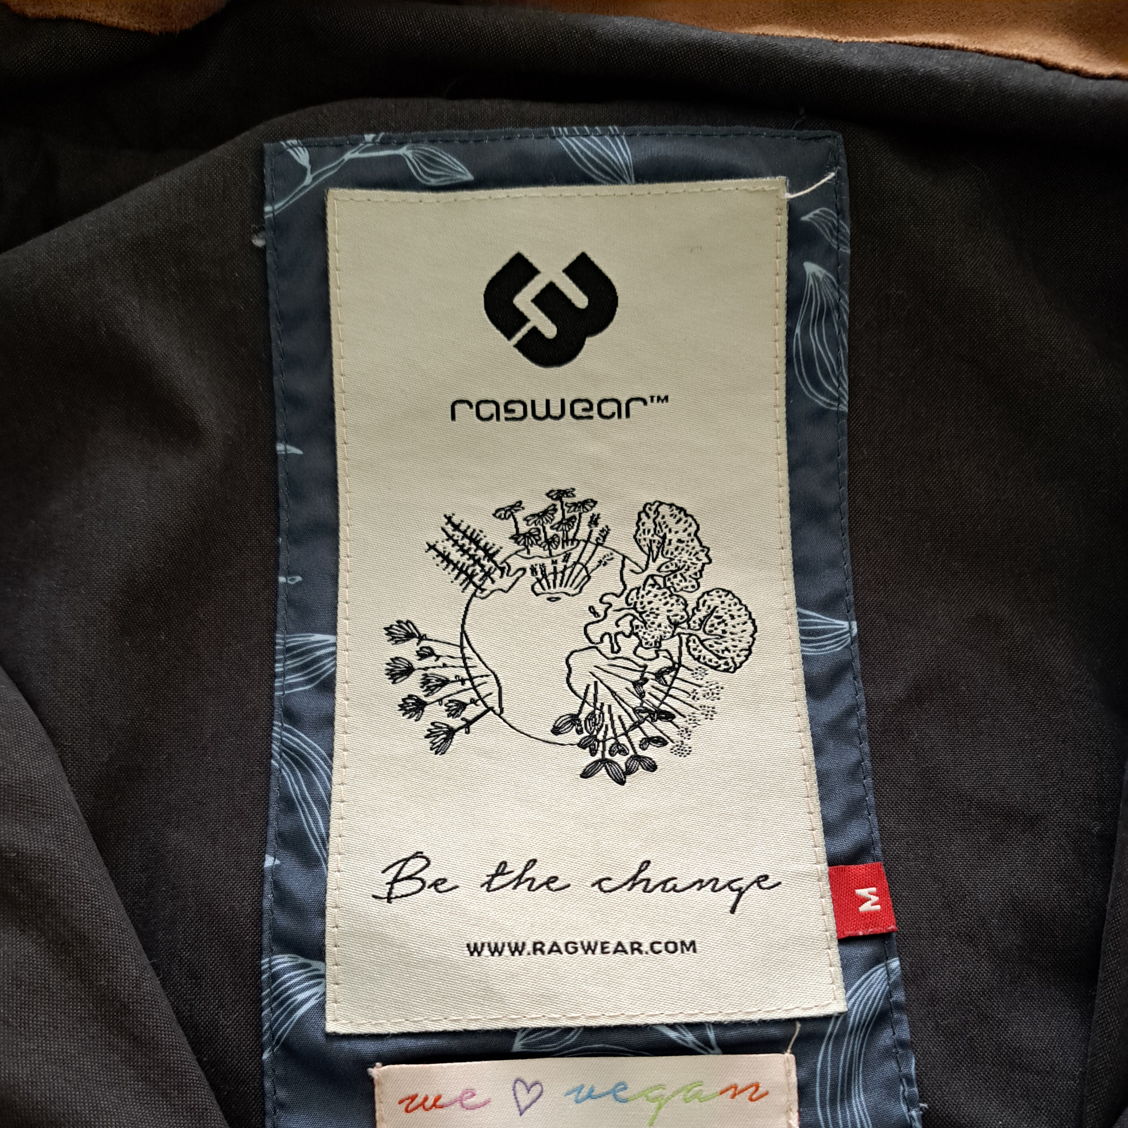 ragwear™
Be the change
M
WWW.RAGWEAR.COM
we ♡ vegan